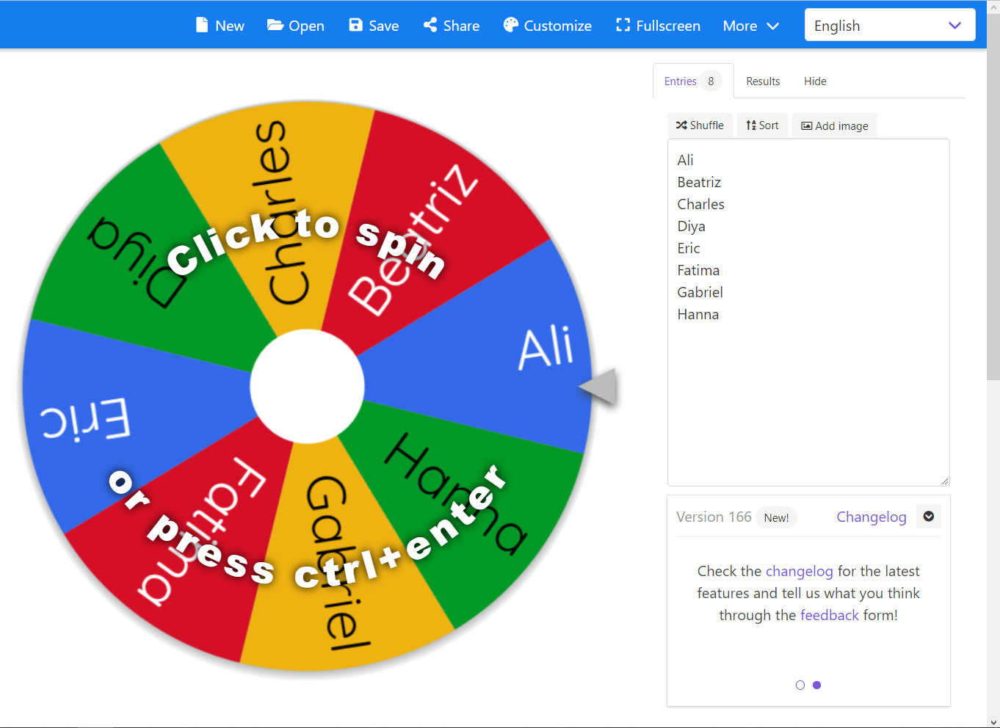 New Open Save Share Customize Fullscreen More English
Entries 8 Results Hide
Shuffle Sort Add image
Ali
Beatriz
Charles
Diya
Eric
Fatima
Gabriel
Hanna
Click to spin
or press ctrl+enter
Ali
Beatriz
Charles
Diya
Eric
Fatima
Gabriel
Hanna
Version 166 New! Changelog
Check the changelog for the latest
features and tell us what you think
through the feedback form!